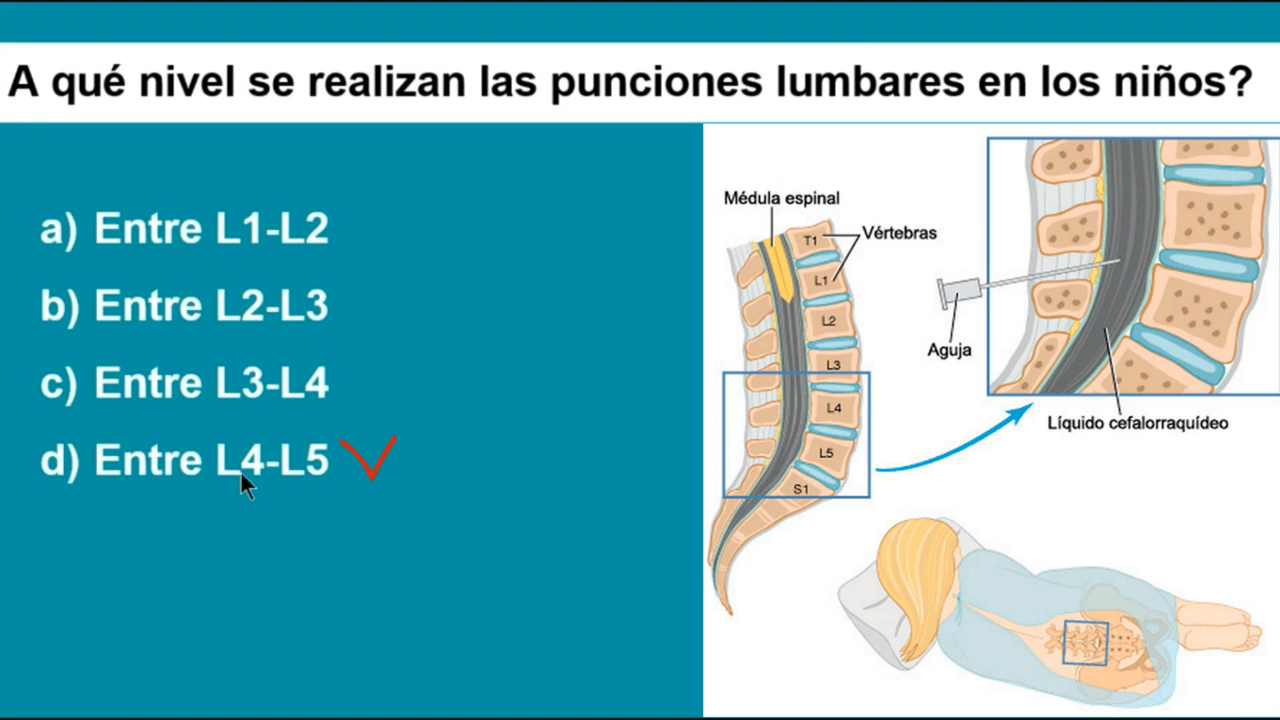 A qué nivel se realizan las punciones lumbares en los niños?
a) Entre L1-L2
b) Entre L2-L3
c) Entre L3-L4
d) Entre L4-L5
Médula espinal
Vértebras
T1
L1
L2
L3
L4
L5
S1
Aguja
Líquido cefalorraquídeo